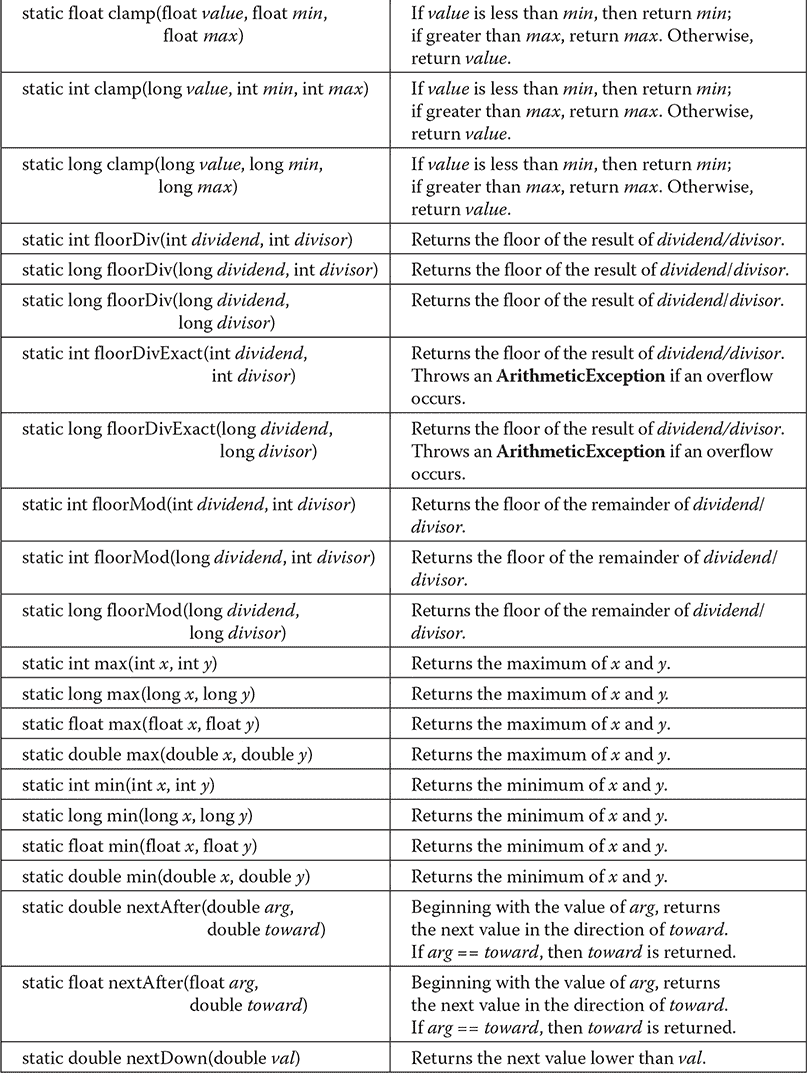 static float clamp(float value, float min,
float max)
If value is less than min, then return min;
if greater than max, return max. Otherwise,
return value.
static int clamp(long value, int min, int max)
If value is less than min, then return min;
if greater than max, return max. Otherwise,
return value.
static long clamp(long value, long min,
long max)
If value is less than min, then return min;
if greater than max, return max. Otherwise,
return value.
static int floorDiv(int dividend, int divisor)
Returns the floor of the result of dividend/divisor.
static long floorDiv(long dividend, int divisor)
Returns the floor of the result of dividend/divisor.
static long floorDiv(long dividend,
long divisor)
Returns the floor of the result of dividend/divisor.
static int floorDivExact(int dividend,
int divisor)
Returns the floor of the result of dividend/divisor.
Throws an ArithmeticException if an overflow
occurs.
static long floorDivExact(long dividend,
long divisor)
Returns the floor of the result of dividend/divisor.
Throws an ArithmeticException if an overflow
occurs.
static int floorMod(int dividend, int divisor)
Returns the floor of the remainder of dividend/
divisor.
static int floorMod(long dividend, int divisor)
Returns the floor of the remainder of dividend/
divisor.
static long floorMod(long dividend,
long divisor)
Returns the floor of the remainder of dividend/
divisor.
static int max(int x, int y)
Returns the maximum of x and y.
static long max(long x, long y)
Returns the maximum of x and y.
static float max(float x, float y)
Returns the maximum of x and y.
static double max(double x, double y)
Returns the maximum of x and y.
static int min(int x, int y)
Returns the minimum of x and y.
static long min(long x, long y)
Returns the minimum of x and y.
static float min(float x, float y)
Returns the minimum of x and y.
static double min(double x, double y)
Returns the minimum of x and y.
static double nextAfter(double arg,
double toward)
Beginning with the value of arg, returns
the next value in the direction of toward.
If arg == toward, then toward is returned.
static float nextAfter(float arg,
double toward)
Beginning with the value of arg, returns
the next value in the direction of toward.
If arg == toward, then toward is returned.
static double nextDown(double val)
Returns the next value lower than val.